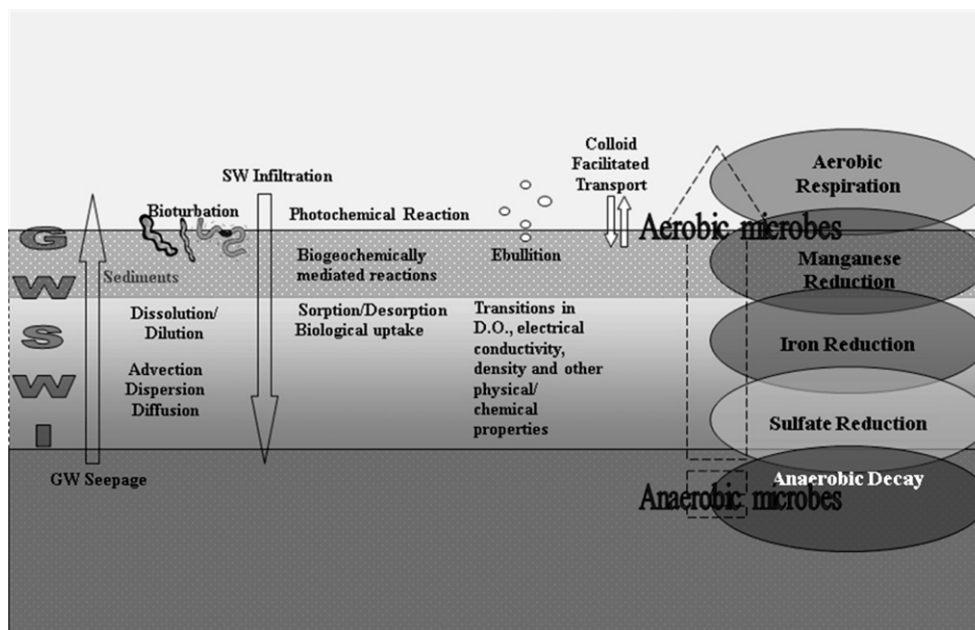 Colloid
Facilitated
Transport
Aerobic
Respiration
SW Infiltration
Bioturbation
Photochemical Reaction
Aerobic microbes
G
W
S
W
I
Sediments
Biogeochemically
mediated reactions
Ebullition
Manganese
Reduction
Dissolution/
Dilution
Sorption/Desorption
Biological uptake
Transitions in
D.O., electrical
conductivity,
density and other
physical/
chemical
properties
Iron Reduction
Advection
Dispersion
Diffusion
Sulfate Reduction
GW Seepage
Anaerobic Decay
Anaerobic microbes